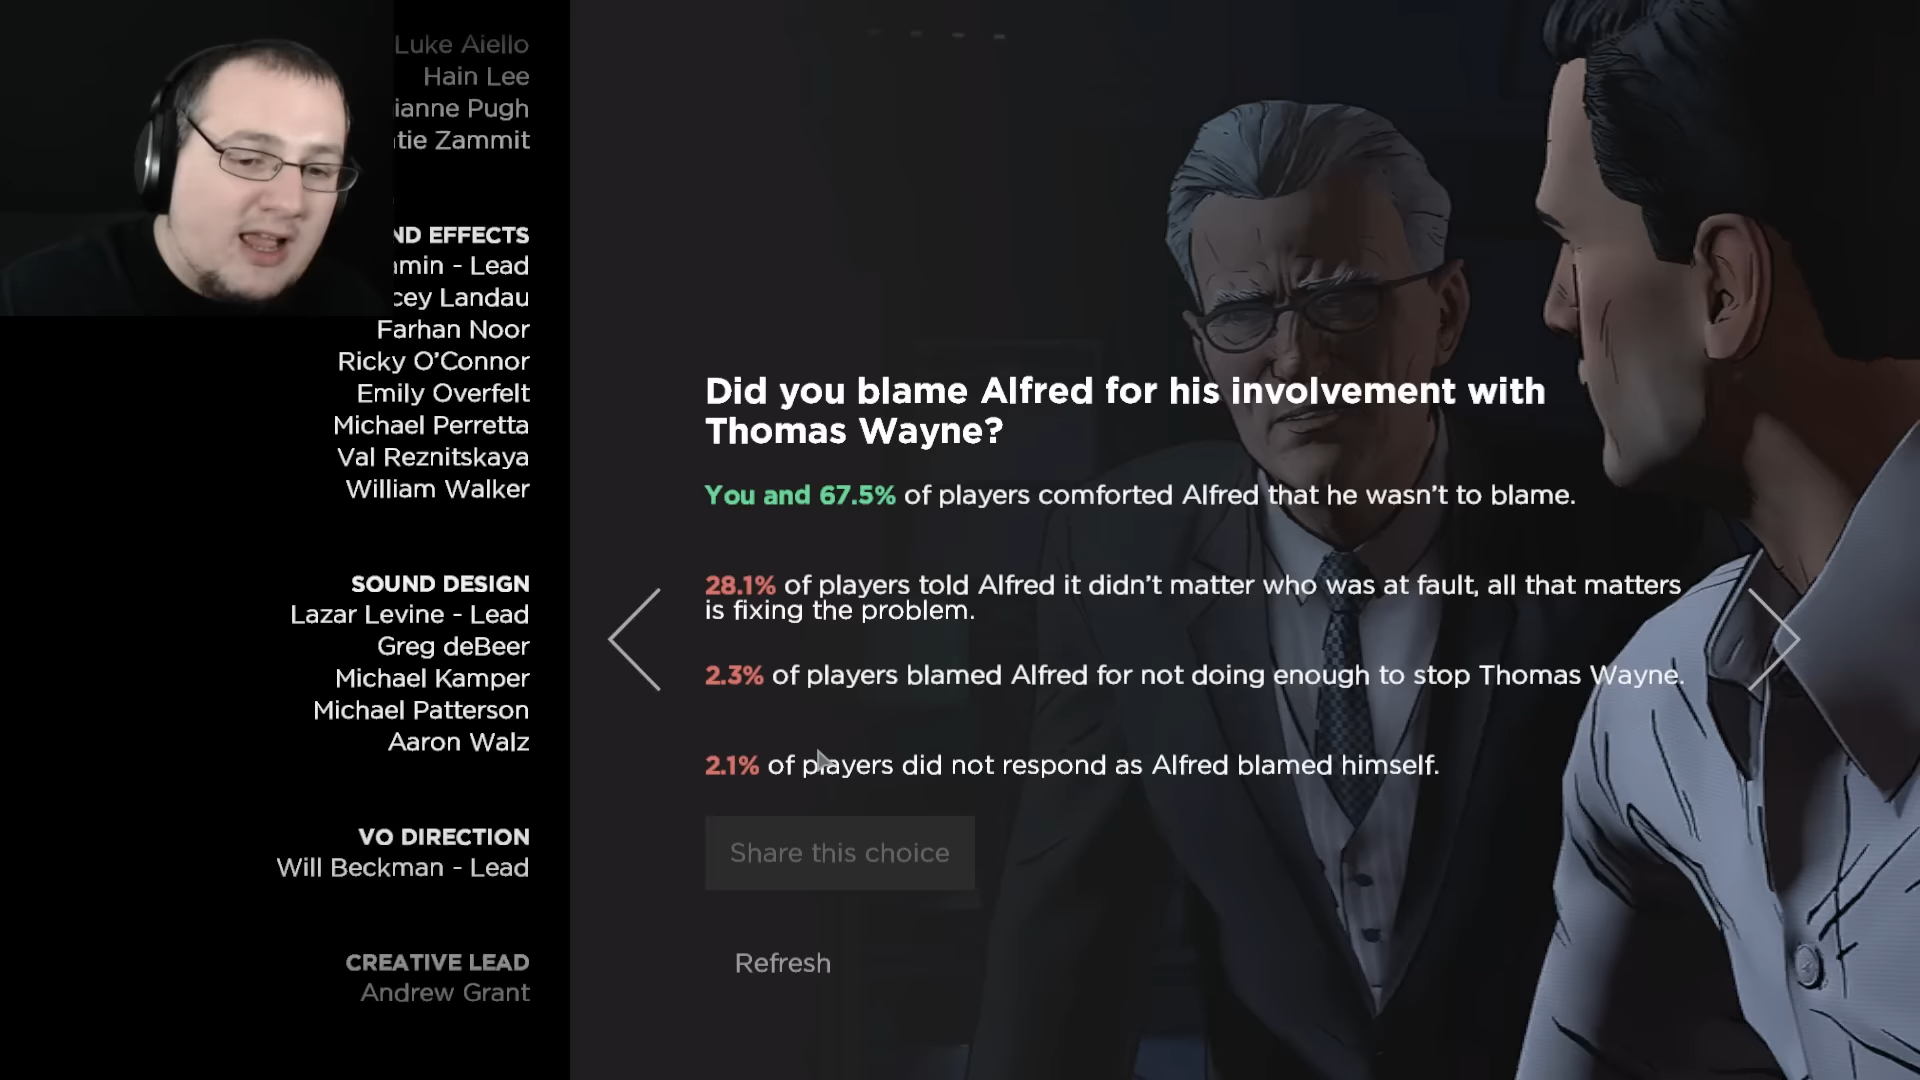 Luke Aiello
Hain Lee
ianne Pugh
tie Zammit
ND EFFECTS
amin - Lead
cey Landau
Farhan Noor
Ricky O'Connor
Emily Overfelt
Michael Perretta
Val Reznitskaya
William Walker
SOUND DESIGN
Lazar Levine - Lead
Greg deBeer
Michael Kamper
Michael Patterson
Aaron Walz
VO DIRECTION
Will Beckman - Lead
CREATIVE LEAD
Andrew Grant
Did you blame Alfred for his involvement with
Thomas Wayne?
You and 67.5% of players comforted Alfred that he wasn't to blame.
28.1% of players told Alfred it didn't matter who was at fault, all that matters
is fixing the problem.
2.3% of players blamed Alfred for not doing enough to stop Thomas Wayne.
2.1% of players did not respond as Alfred blamed himself.
Share this choice
Refresh